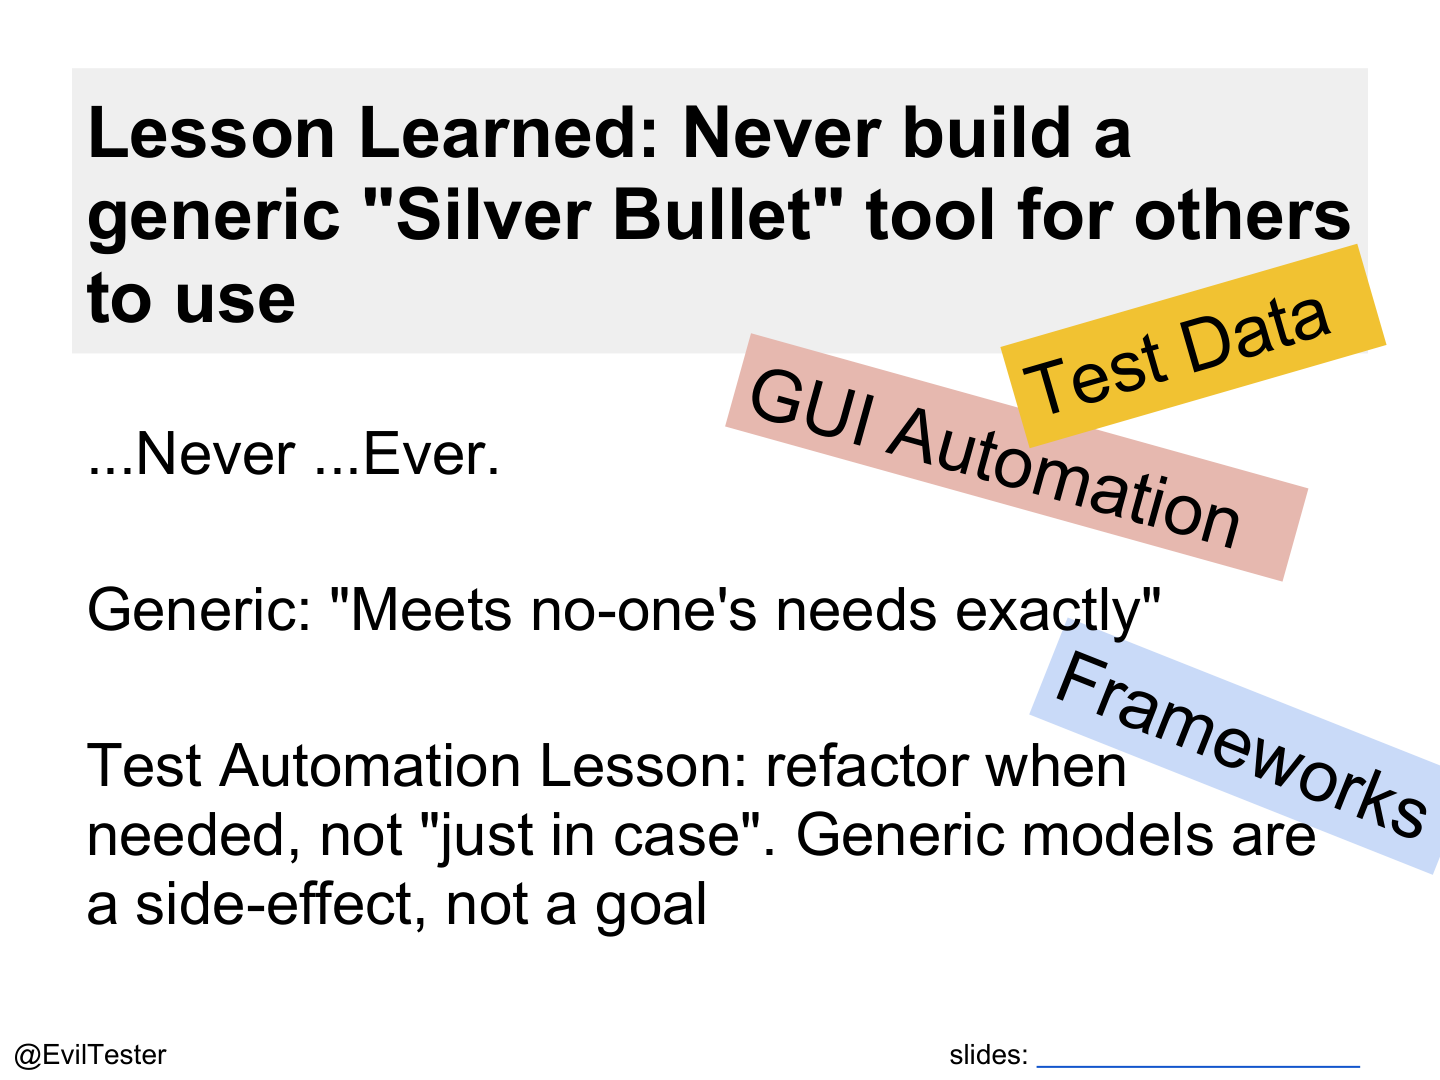 Lesson Learned: Never build a
generic "Silver Bullet" tool for others
to use
Test Data
GUI Automation
...Never ...Ever.
Generic: "Meets no-one's needs exactly"
Frameworks
Test Automation Lesson: refactor when
needed, not "just in case". Generic models are
a side-effect, not a goal
@EvilTester
slides: